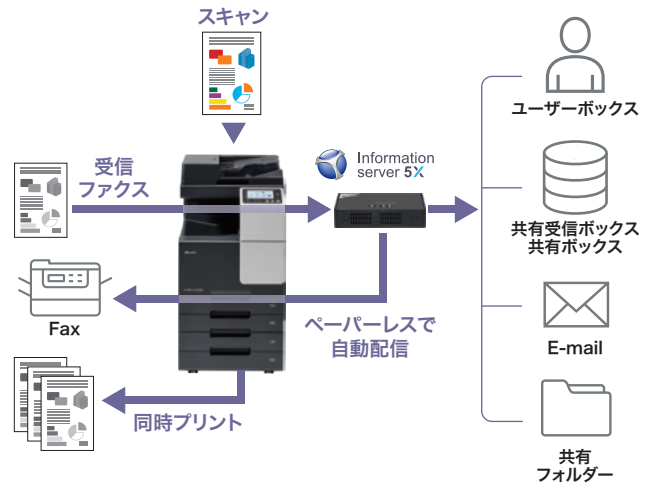 スキャン
受信
ファクス
Information
server 5X
ユーザーボックス
共有受信ボックス
共有ボックス
Fax
ペーパーレスで
自動配信
E-mail
同時プリント
共有
フォルダー